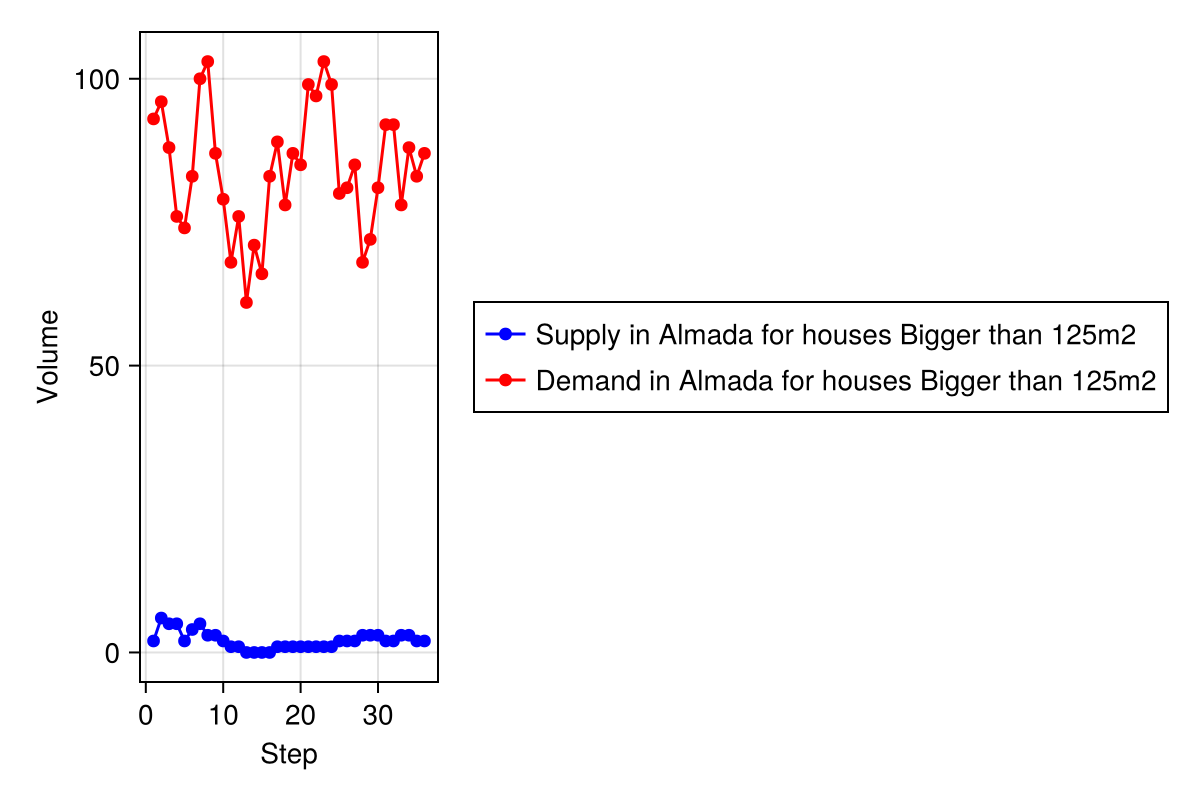 Volume
100
50
0
0 10 20 30
Step
Supply in Almada for houses Bigger than 125m2
Demand in Almada for houses Bigger than 125m2